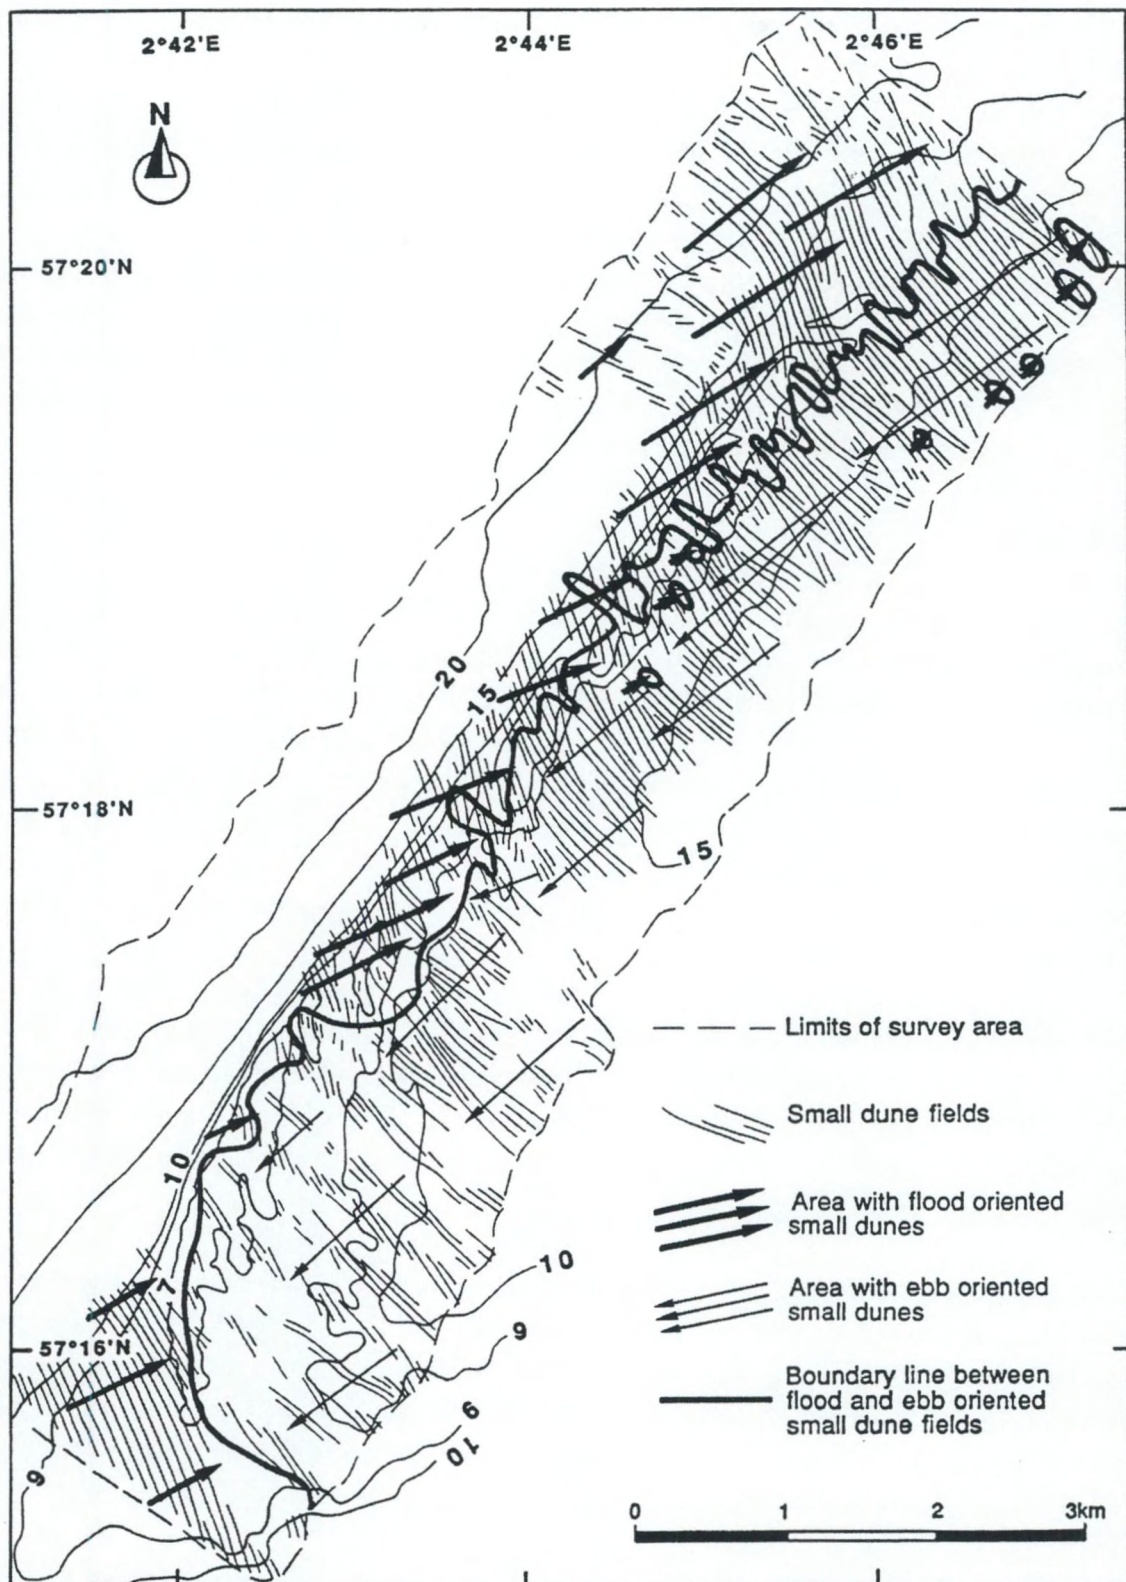 2°42'E
2°44'E
2°46'E
N
57°20'N
20
15
57°18'N
15
Limits of survey area
Small dune fields
10
Area with flood oriented
small dunes
7
10
Area with ebb oriented
small dunes
57°16'N
9
Boundary line between
flood and ebb oriented
small dune fields
9
10
9
0 1 2 3km